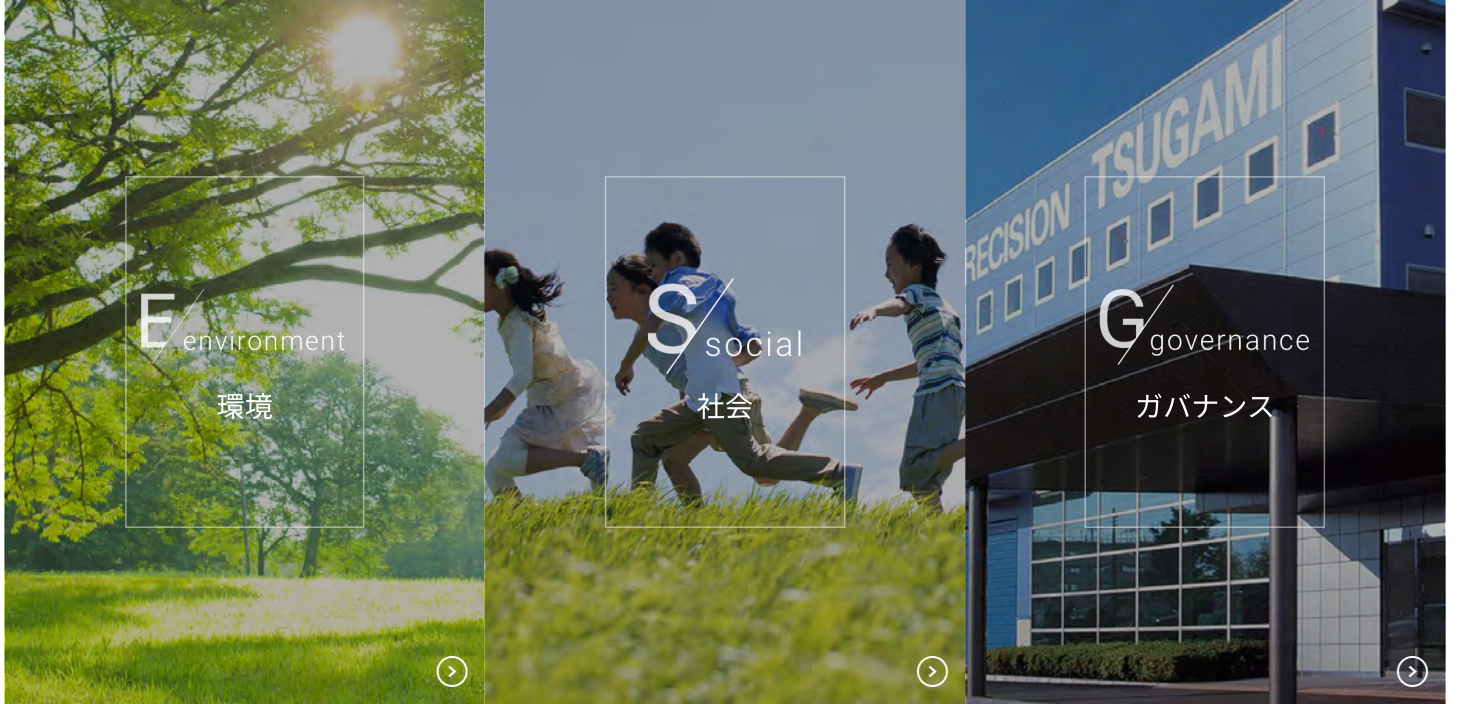 E/environment
環境
S/social
社会
RECISION TSUGAMI
G/governance
ガバナンス